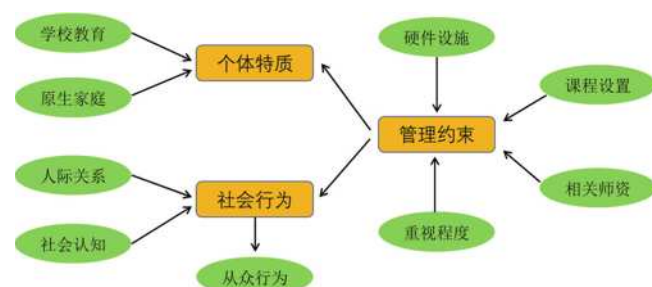 学校教育
硬件设施
个体特质
原生家庭
课程设置
管理约束
人际关系
社会行为
相关师资
社会认知
重视程度
从众行为